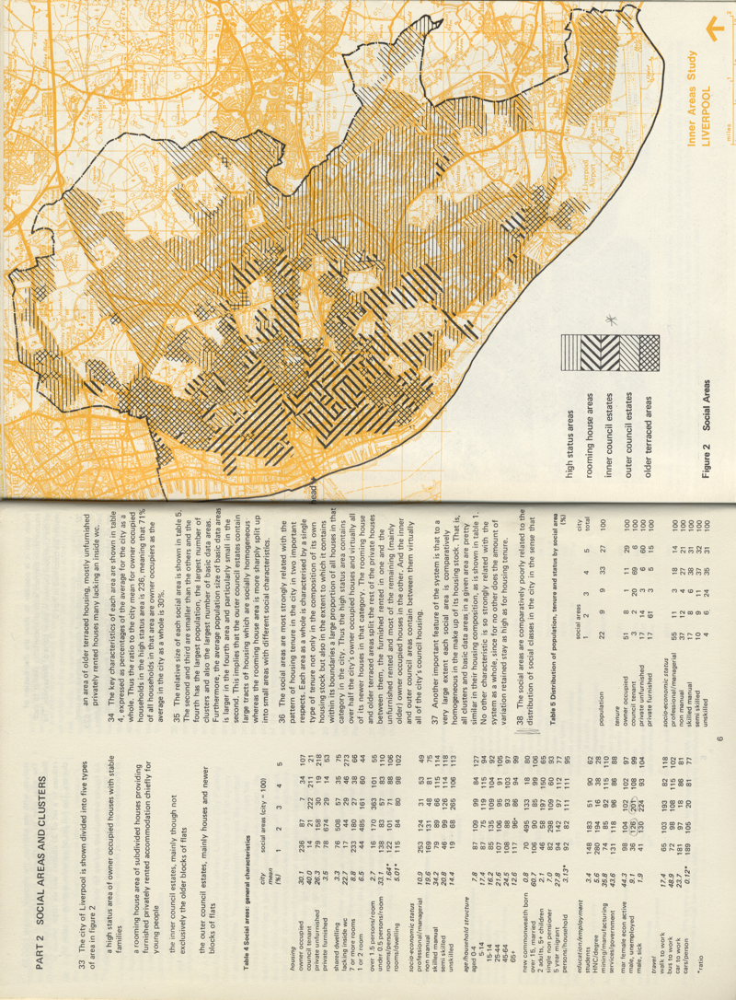 PART 2 SOCIAL AREAS AND CLUSTERS
33 The city of Liverpool is shown divided into five types
of area in figure 2
a high status area of owner occupied houses with stable
families
a rooming house area of subdivided houses providing
furnished privately rented accommodation chiefly for
young people
the inner council estates, mainly though not
exclusively the older blocks of flats
the outer council estates, mainly houses and newer
blocks of flats
Table 4 Social areas: general characteristics
city social areas (city = 100)
mean
(%) 1 2 3 4 5
housing
owner occupied 30.1 236 87 7 34 107
council tenant 40.0 14 21 222 211 21
private unfurnished 26.3 79 158 30 19 218
private furnished 3.5 78 674 29 14 53
shared dwelling 3.3 76 508 57 35 75
lacking inside wc 22.7 17 44 29 46 273
7 or more rooms 8.8 233 180 27 38 66
1 or 2 room 6.5 44 485 161 60 44
over 1.5 persons/room 2.7 16 170 363 101 55
under 0.5 persons/room 33.1 138 101 57 83 110
room/person 1.64* 122 101 71 88 106
rooms/dwelling 5.01* 115 84 80 98 102
socio-economic status
professional/managerial 10.9 253 124 31 53 49
non manual 19.6 169 131 48 81 75
skilled manual 34.2 79 89 66 115 114
semi skilled 20.8 46 99 126 114 118
unskilled 14.4 19 68 265 106 113
age/household structure
aged 0-4 7.8 87 109 99 84 127
5-14 17.4 87 75 119 115 94
15-14 16.2 85 135 109 104 92
25-44 21.6 107 109 85 91 105
45-64 24.5 106 88 92 103 97
65+ 12.6 117 96 86 94 99
new commonwealth born 0.8 70 495 133 18 80
over 15, married 60.7 106 80 85 99 106
2 adults, 5+ children 2.1 46 58 197 150 65
single non pensioner 7.0 82 298 109 60 93
5 year migrant 27.4 94 142 97 112 77
persons/household 3.13* 92 82 111 111 95
education/employment
students 3.4 148 183 51 90 62
HNC/degree 5.6 280 194 16 38 28
mining/manufacturing 36.8 74 85 92 115 110
services/government 43.6 131 118 96 86 88
mar female econ active 44.3 98 104 102 102 97
male, unemployed 9.1 36 126 201 108 99
male, sick 1.9 41 130 224 93 104
travel
walk to work 17.4 65 103 193 82 118
bus to work 48.9 72 98 108 115 102
car to work 23.7 181 97 18 86 81
cars/person 0.12* 189 105 20 81 77
*ratio
an area of older terraced housing, mostly unfurnished
privately rented houses many lacking an inside wc.
34 The key characteristics of each area are shown in table
4, expressed as percentages of the average for the city as a
whole. Thus the ratio to the city mean for owner occupied
households in the high status area is 236, meaning that 71%
of all households in that area are owner occupiers as the
average in the city as a whole is 30%.
35 The relative size of each social area is shown in table 5.
The second and third are smaller than the others and the
fourth has the largest population, the largest number of
clusters and also the largest number of basic data areas.
Furthermore, the average population size of basic data areas
is larger in the fourth area and particularly small in the
second. This implies that the outer council estates contain
large tracts of housing which are socially homogeneous
whereas the rooming house area is more sharply split up
into small areas with different social characteristics.
36 The social areas are most strongly related with the
pattern of housing tenure in the city in two important
respects. Each area as a whole is characterised by a single
type of tenure not only in the composition of its own
housing stock but also in the extent to which it contains
within its boundaries a large proportion of all houses in that
category in the city. Thus the high status area contains
over half the city's owner occupied houses and virtually all
of its newer houses in that category. The rooming house
and older terraced areas split the rest of the private houses
between them, the furnished rented in one and the
unfurnished rented and most of the remaining (mainly
older) owner occupied houses in the other. And the inner
and outer council areas contain between them virtually
all of the city's council housing.
37 Another important feature of the system is that to a
very large extent each social area is comparatively
homogeneous in the make up of its housing stock. That is,
all clusters and basic data areas in a given area are pretty
similar in their housing composition, as is shown in table 1.
No other characteristic is so strongly related with the
system as a whole, since for no other does the amount of
variation retained stay as high as for housing tenure.
38 The social areas are comparatively poorly related to the
distribution of social classes in the city in the sense that
Table 5 Distribution of population, tenure and status by social area
(%)
social areas city
1 2 3 4 5 total
population 22 9 9 33 27 100
tenure
owner occupied 51 8 2 11 29 100
council tenant 3 2 20 69 6 100
private unfurnished 17 14 3 6 60 100
private furnished 17 61 3 5 15 100
socio-economic status
professional/managerial 55 11 3 18 14 100
non manual 37 12 4 27 21 100
skilled manual 17 8 6 38 31 100
semi skilled 10 9 11 37 32 100
unskilled 4 6 24 35 31 100
6
Knowsley
Liverpool
Airport
head
high status areas
rooming house areas
inner council estates
outer council estates
older terraced areas
Figure 2 Social Areas
Inner Areas Study
LIVERPOOL
miles